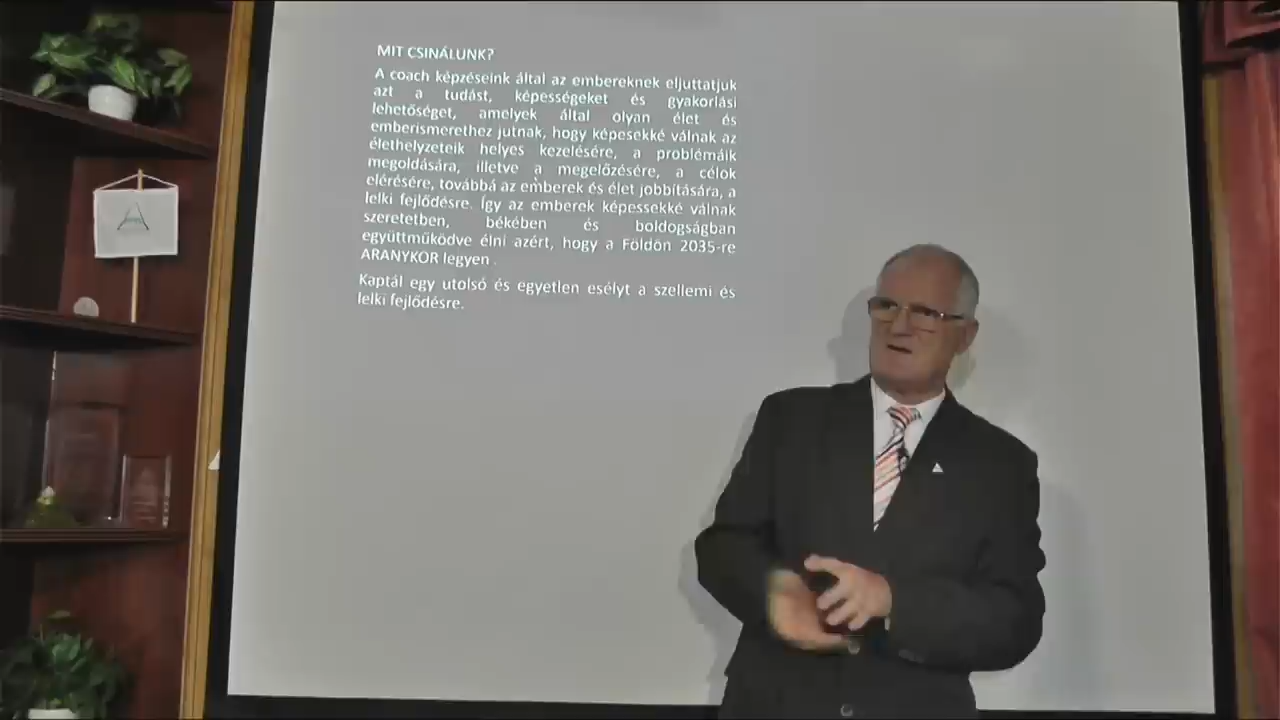 MIT CSINÁLUNK?
A coach képzéseink által az embereknek eljuttatjuk
azt a tudást, képességeket és gyakorlási
lehetőséget, amelyek által olyan élet és
emberismerethez jutnak, hogy képesekké válnak az
élethelyzeteik helyes kezelésére, a problémáik
megoldására, illetve a megelőzésére, a célok
elérésére, továbbá az emberek és élet jobbítására, a
lelki fejlődésre. Így az emberek képessekké válnak
szeretetben, békében és boldogságban
együttműködve élni azért, hogy a Földön 2035-re
ARANYKOR legyen .
Kaptál egy utolsó és egyetlen esélyt a szellemi és
lelki fejlődésre.
A